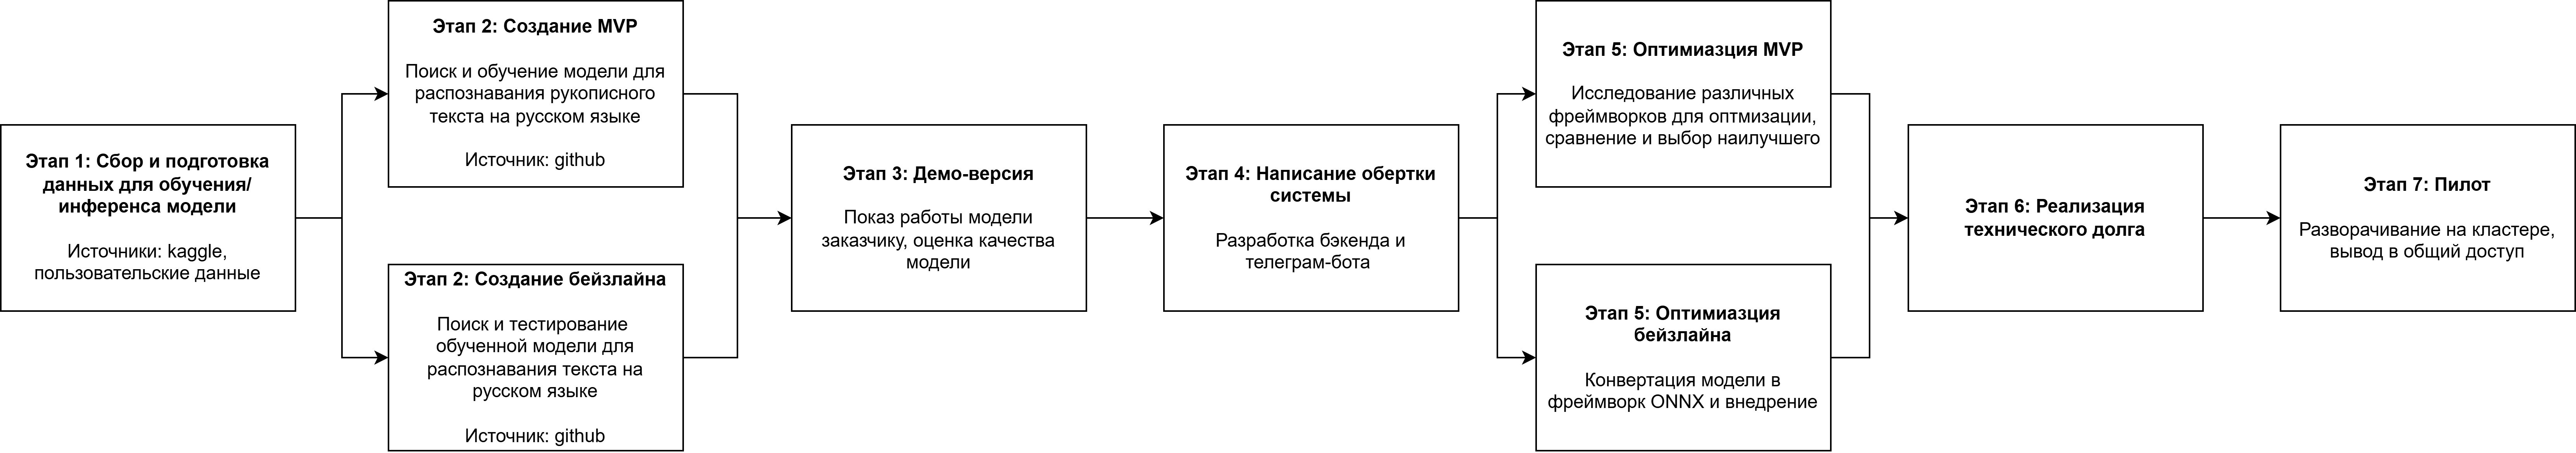 Этап 1: Сбор и подготовка
данных для обучения/
инференса модели
Источники: kaggle,
пользовательские данные
Этап 2: Создание MVP
Поиск и обучение модели для
распознавания рукописного
текста на русском языке
Источник: github
Этап 2: Создание бейзлайна
Поиск и тестирование
обученной модели для
распознавания текста на
русском языке
Источник: github
Этап 3: Демо-версия
Показ работы модели
заказчику, оценка качества
модели
Этап 4: Написание обертки
системы
Разработка бэкенда и
телеграм-бота
Этап 5: Оптимиазция MVP
Исследование различных
фреймворков для оптмизации,
сравнение и выбор наилучшего
Этап 5: Оптимиазция
бейзлайна
Конвертация модели в
фреймворк ONNX и внедрение
Этап 6: Реализация
технического долга
Этап 7: Пилот
Разворачивание на кластере,
вывод в общий доступ